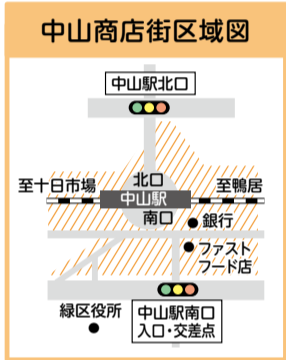 中山商店街区域図
中山駅北口
北口
至十日市場
中山駅
至鴨居
南口
銀行
ファスト
フード店
緑区役所
中山駅南口
入口・交差点